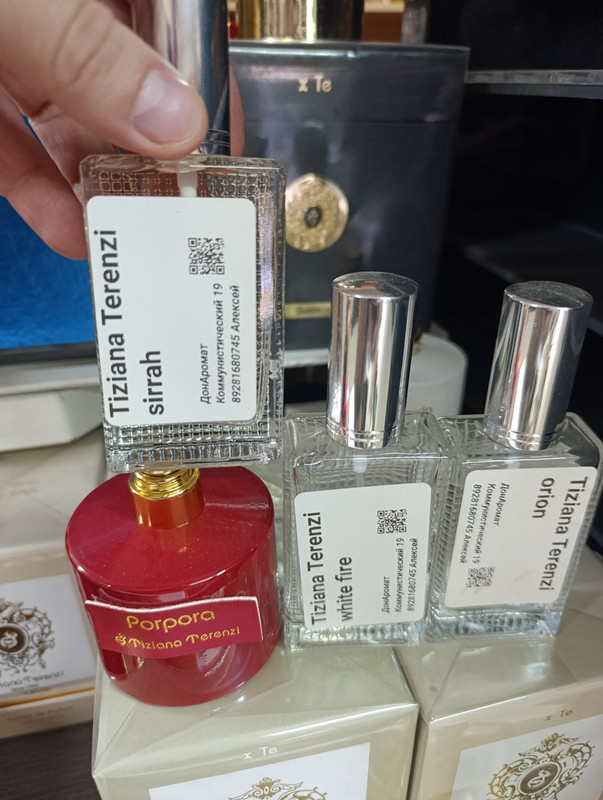 x Te
Tiziana Terenzi
sirrah
ДонАромат
Коммунистический 19
89281680745 Алексей
Tiziana Terenzi
white fire
ДонАромат
Коммунистический 19
89281680745 Алексей
Tiziana Terenzi
orion
ДонАромат
Коммунистический 19
89281680745 Алексей
Porpora
Tiziana Terenzi
x Te
x Te